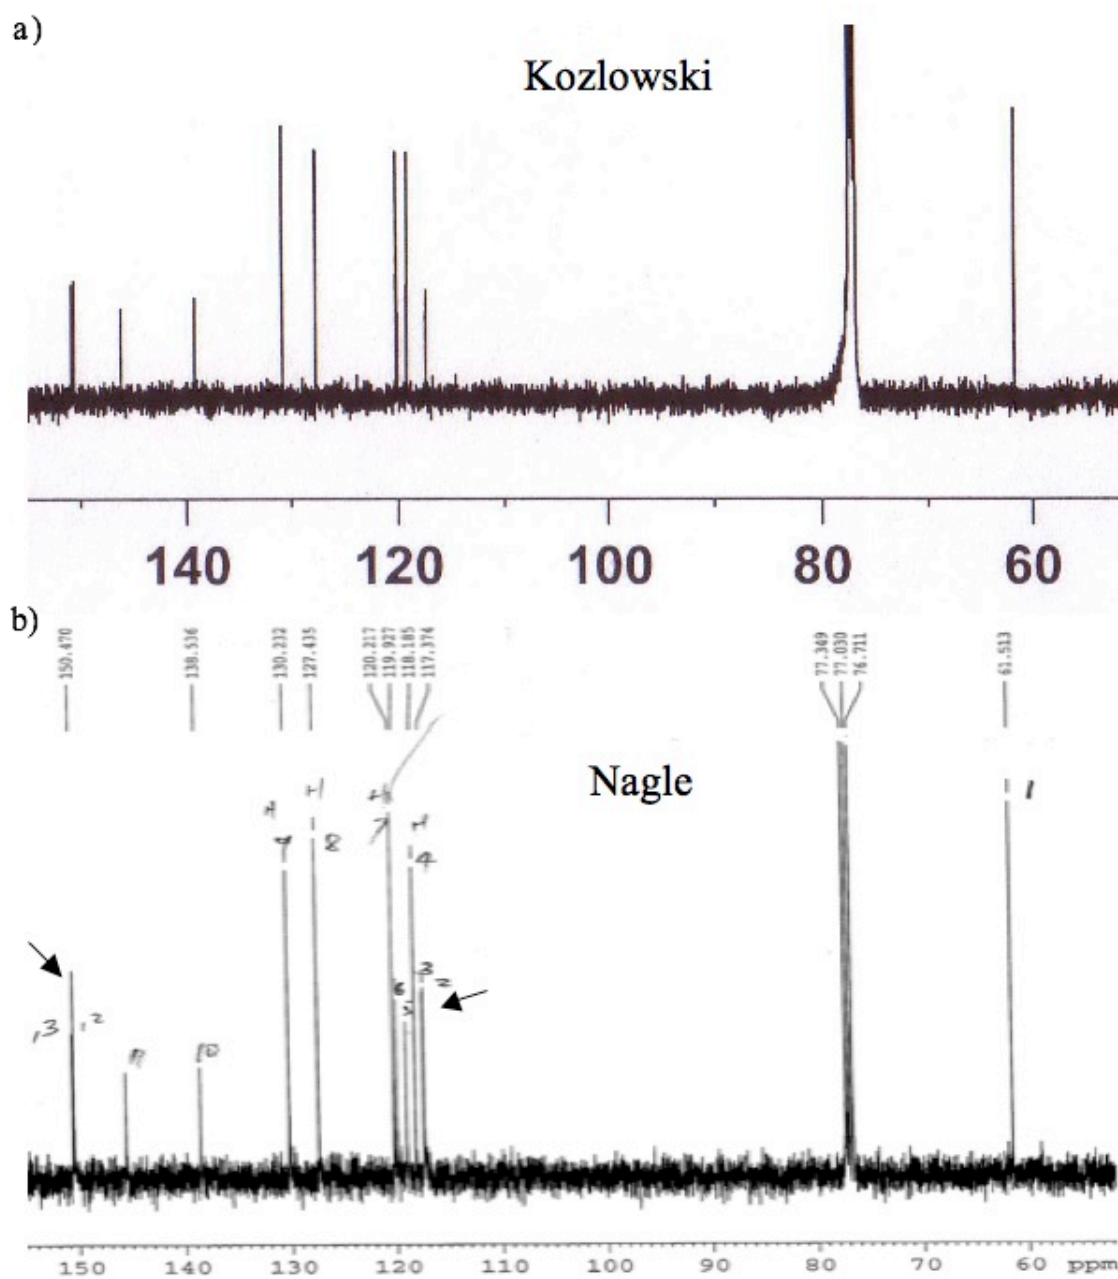 a)
Kozlowski
140 120 100 80 60
b)
150.470 138.536 130.232 127.435 120.217 119.927 118.185 117.374 77.349 77.030 76.711 61.513
Nagle
H H H H 1
9 8 7 4
6 5 3 2
13 12 11 10
150 140 130 120 110 100 90 80 70 60 ppm